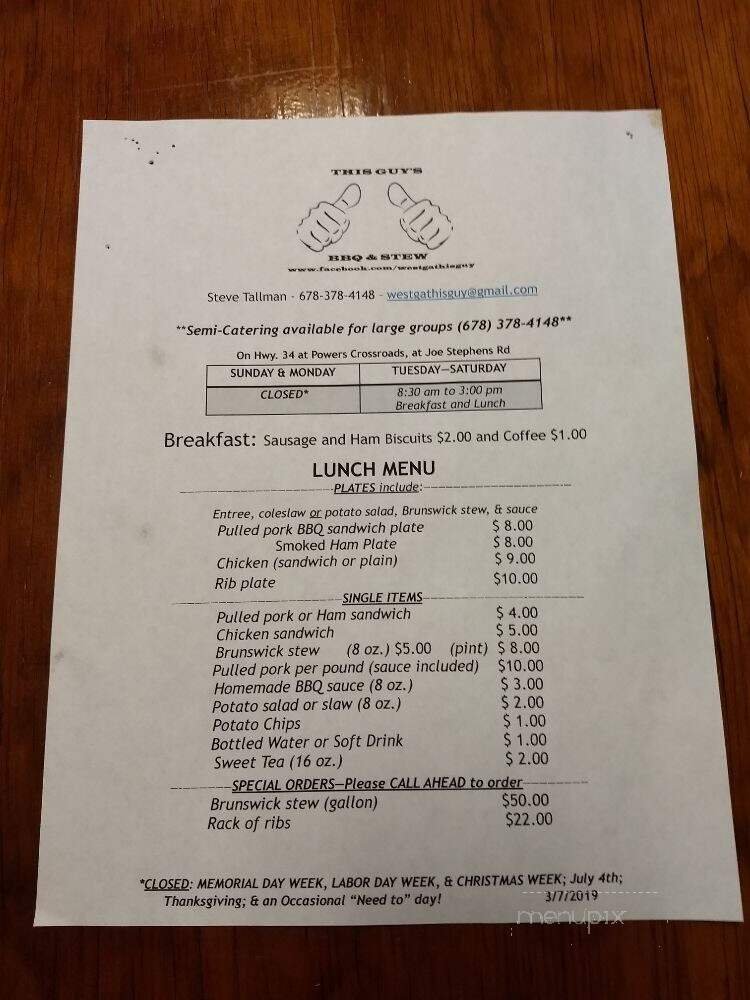 THIS GUY'S
BBQ & STEW
www.facebook.com/westgathisguy
Steve Tallman - 678-378-4148 - westgathisguy@gmail.com
**Semi-Catering available for large groups (678) 378-4148**
On Hwy. 34 at Powers Crossroads, at Joe Stephens Rd
SUNDAY & MONDAY TUESDAY—SATURDAY
CLOSED* 8:30 am to 3:00 pm
Breakfast and Lunch
Breakfast: Sausage and Ham Biscuits $2.00 and Coffee $1.00
LUNCH MENU
PLATES include:
Entree, coleslaw or potato salad, Brunswick stew, & sauce
Pulled pork BBQ sandwich plate $ 8.00
Smoked Ham Plate $ 8.00
Chicken (sandwich or plain) $ 9.00
Rib plate $10.00
SINGLE ITEMS
Pulled pork or Ham sandwich $ 4.00
Chicken sandwich $ 5.00
Brunswick stew (8 oz.) $5.00 (pint) $ 8.00
Pulled pork per pound (sauce included) $10.00
Homemade BBQ sauce (8 oz.) $ 3.00
Potato salad or slaw (8 oz.) $ 2.00
Potato Chips $ 1.00
Bottled Water or Soft Drink $ 1.00
Sweet Tea (16 oz.) $ 2.00
SPECIAL ORDERS—Please CALL AHEAD to order
Brunswick stew (gallon) $50.00
Rack of ribs $22.00
*CLOSED: MEMORIAL DAY WEEK, LABOR DAY WEEK, & CHRISTMAS WEEK; July 4th;
Thanksgiving; & an Occasional "Need to" day! 3/7/2019
menupix